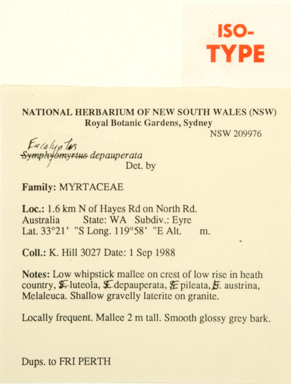 ISO-
TYPE
NATIONAL HERBARIUM OF NEW SOUTH WALES (NSW)
Royal Botanic Gardens, Sydney
NSW 209976
Eucalyptus
Symphyomyrtus depauperata
Det. by
Family: MYRTACEAE
Loc.: 1.6 km N of Hayes Rd on North Rd.
Australia State: WA Subdiv.: Eyre
Lat. 33°21' "S Long. 119°58' "E Alt. m.
Coll.: K. Hill 3027 Date: 1 Sep 1988
Notes: Low whipstick mallee on crest of low rise in heath
country, E. luteola, E. depauperata, E. pileata, E. austrina,
Melaleuca. Shallow gravelly laterite on granite.
Locally frequent. Mallee 2 m tall. Smooth glossy grey bark.
Dups. to FRI PERTH